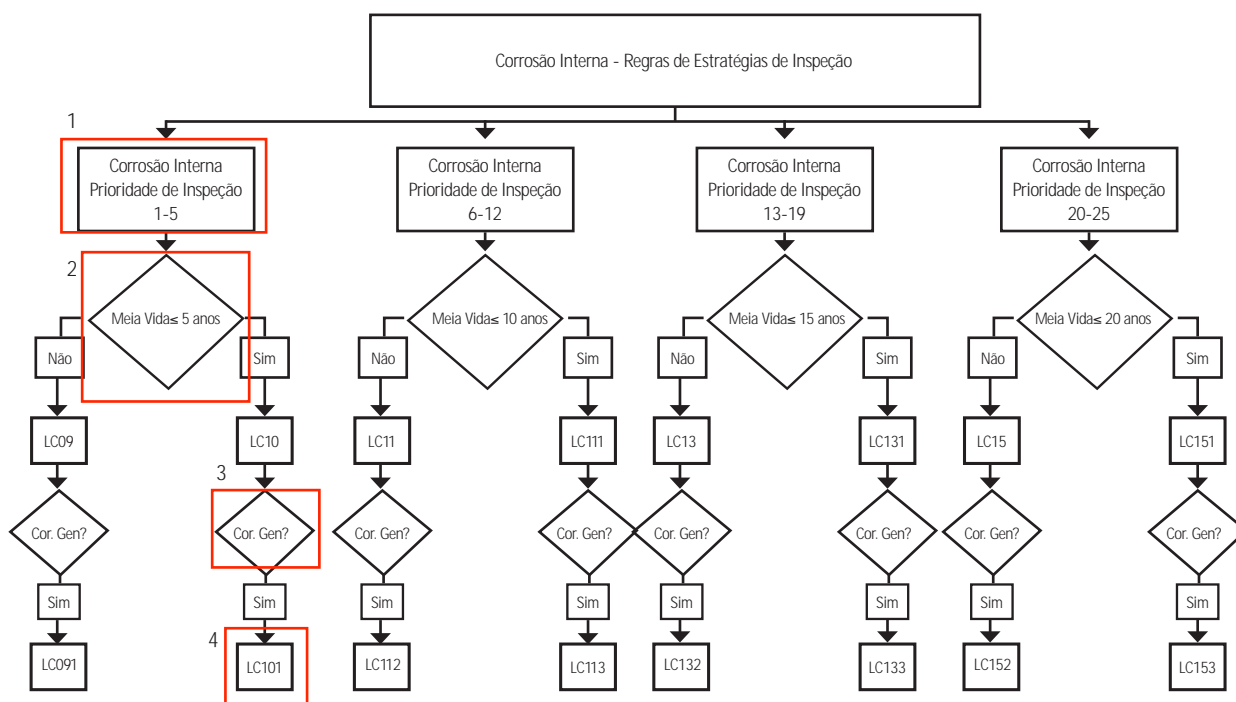 Corrosão Interna - Regras de Estratégias de Inspeção
1
Corrosão Interna
Prioridade de Inspeção
1-5
Corrosão Interna
Prioridade de Inspeção
6-12
Corrosão Interna
Prioridade de Inspeção
13-19
Corrosão Interna
Prioridade de Inspeção
20-25
2
Meia Vida≤ 5 anos
Meia Vida≤ 10 anos
Meia Vida≤ 15 anos
Meia Vida≤ 20 anos
Não
Sim
Não
Sim
Não
Sim
Não
Sim
LC09
LC10
LC11
LC111
LC13
LC131
LC15
LC151
3
Cor. Gen?
Cor. Gen?
Cor. Gen?
Cor. Gen?
Cor. Gen?
Cor. Gen?
Cor. Gen?
Cor. Gen?
Sim
Sim
Sim
Sim
Sim
Sim
Sim
Sim
4
LC091
LC101
LC112
LC113
LC132
LC133
LC152
LC153